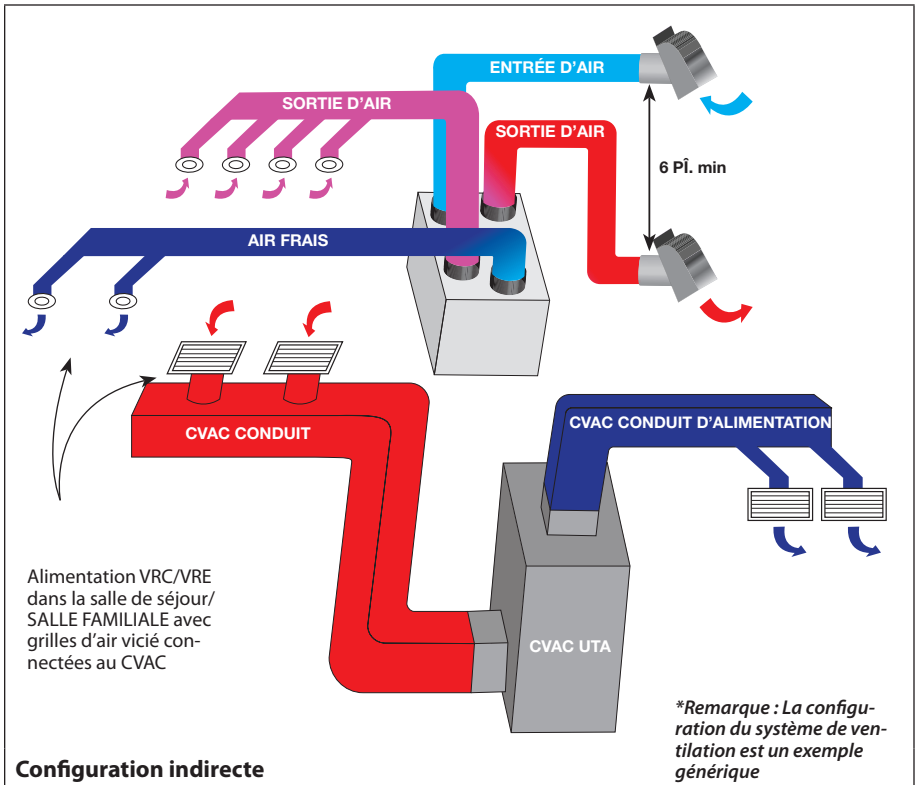 ENTRÉE D'AIR
SORTIE D'AIR
SORTIE D'AIR
6 PÎ. min
AIR FRAIS
CVAC CONDUIT
CVAC CONDUIT D'ALIMENTATION
Alimentation VRC/VRE
dans la salle de séjour/
SALLE FAMILIALE avec
grilles d'air vicié con-
nectées au CVAC
CVAC UTA
*Remarque : La configu-
ration du système de ven-
tilation est un exemple
générique
Configuration indirecte